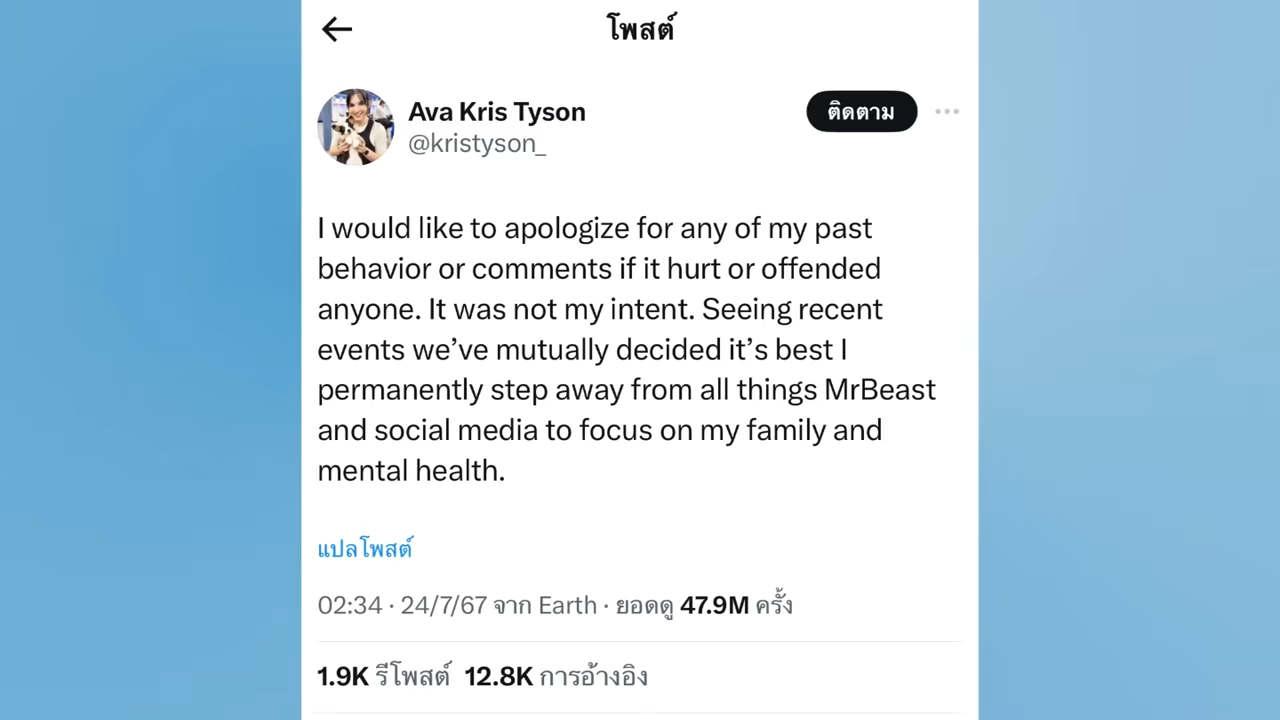 โพสต์
Ava Kris Tyson
@kristyson_
ติดตาม
I would like to apologize for any of my past
behavior or comments if it hurt or offended
anyone. It was not my intent. Seeing recent
events we’ve mutually decided it’s best I
permanently step away from all things MrBeast
and social media to focus on my family and
mental health.
แปลโพสต์
02:34 · 24/7/67 จาก Earth · ยอดดู 47.9M ครั้ง
1.9K รีโพสต์ 12.8K การอ้างอิง